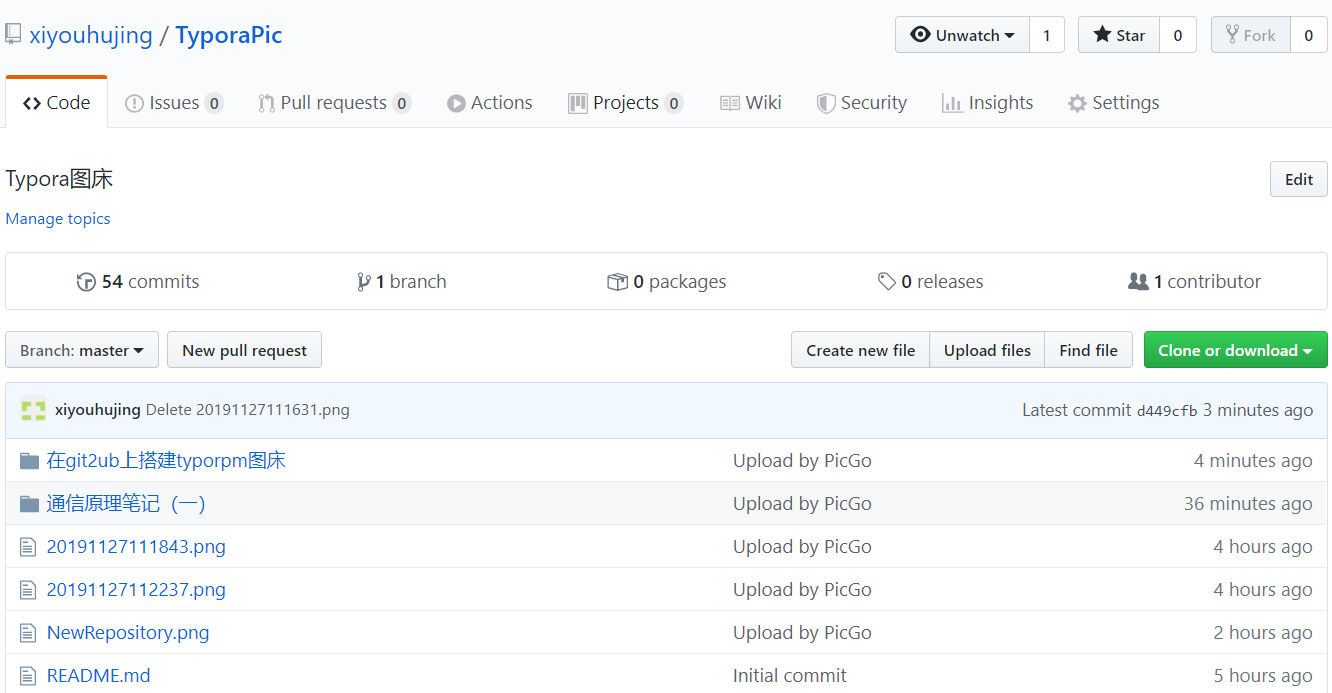 xiyouhujing / TyporaPic Unwatch 1 Star 0 Fork 0
Code Issues 0 Pull requests 0 Actions Projects 0 Wiki Security Insights Settings
Typora图床 Edit
Manage topics
54 commits 1 branch 0 packages 0 releases 1 contributor
Branch: master New pull request Create new file Upload files Find file Clone or download
xiyouhujing Delete 20191127111631.png Latest commit d449cfb 3 minutes ago
在git2ub上搭建typorpm图床 Upload by PicGo 4 minutes ago
通信原理笔记（一） Upload by PicGo 36 minutes ago
20191127111843.png Upload by PicGo 4 hours ago
20191127112237.png Upload by PicGo 4 hours ago
NewRepository.png Upload by PicGo 2 hours ago
README.md Initial commit 5 hours ago